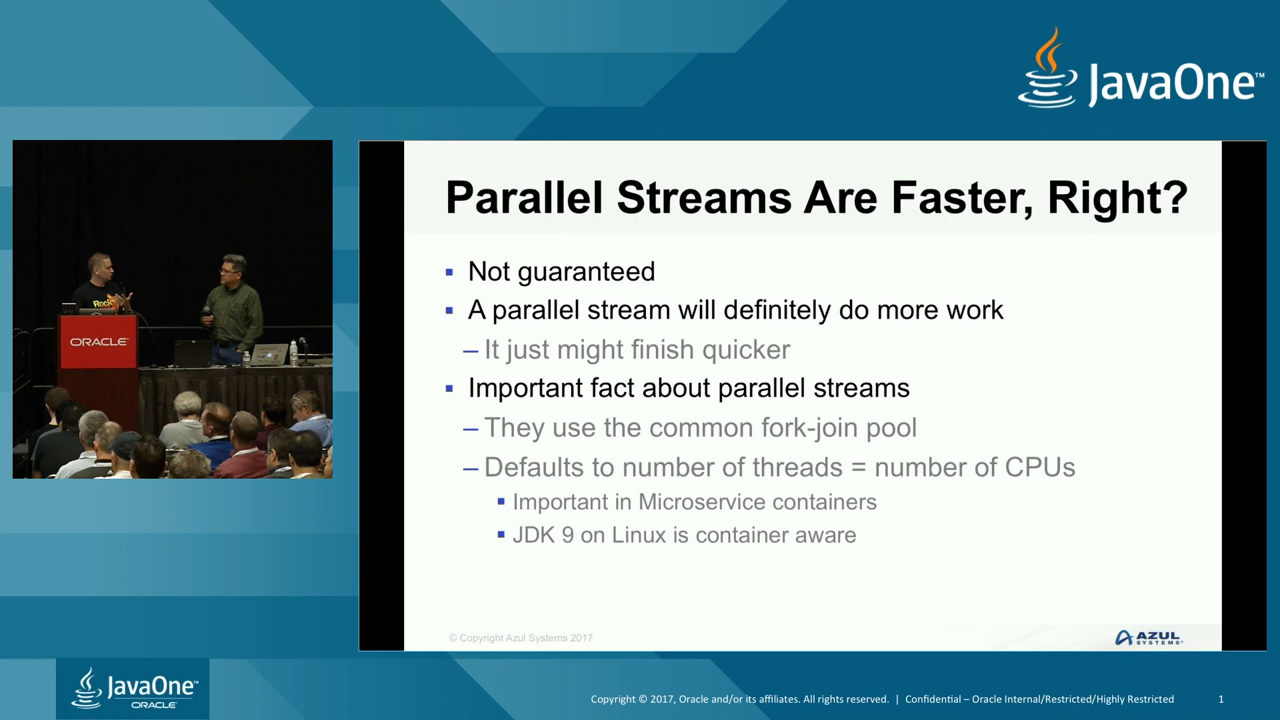 JavaOne™
Parallel Streams Are Faster, Right?
▪ Not guaranteed
▪ A parallel stream will definitely do more work
– It just might finish quicker
▪ Important fact about parallel streams
– They use the common fork-join pool
– Defaults to number of threads = number of CPUs
▪ Important in Microservice containers
▪ JDK 9 on Linux is container aware
© Copyright Azul Systems 2017
AZUL
SYSTEMS®
ORACLE®
JavaOne™
ORACLE®
Copyright © 2017, Oracle and/or its affiliates. All rights reserved. | Confidential – Oracle Internal/Restricted/Highly Restricted
1